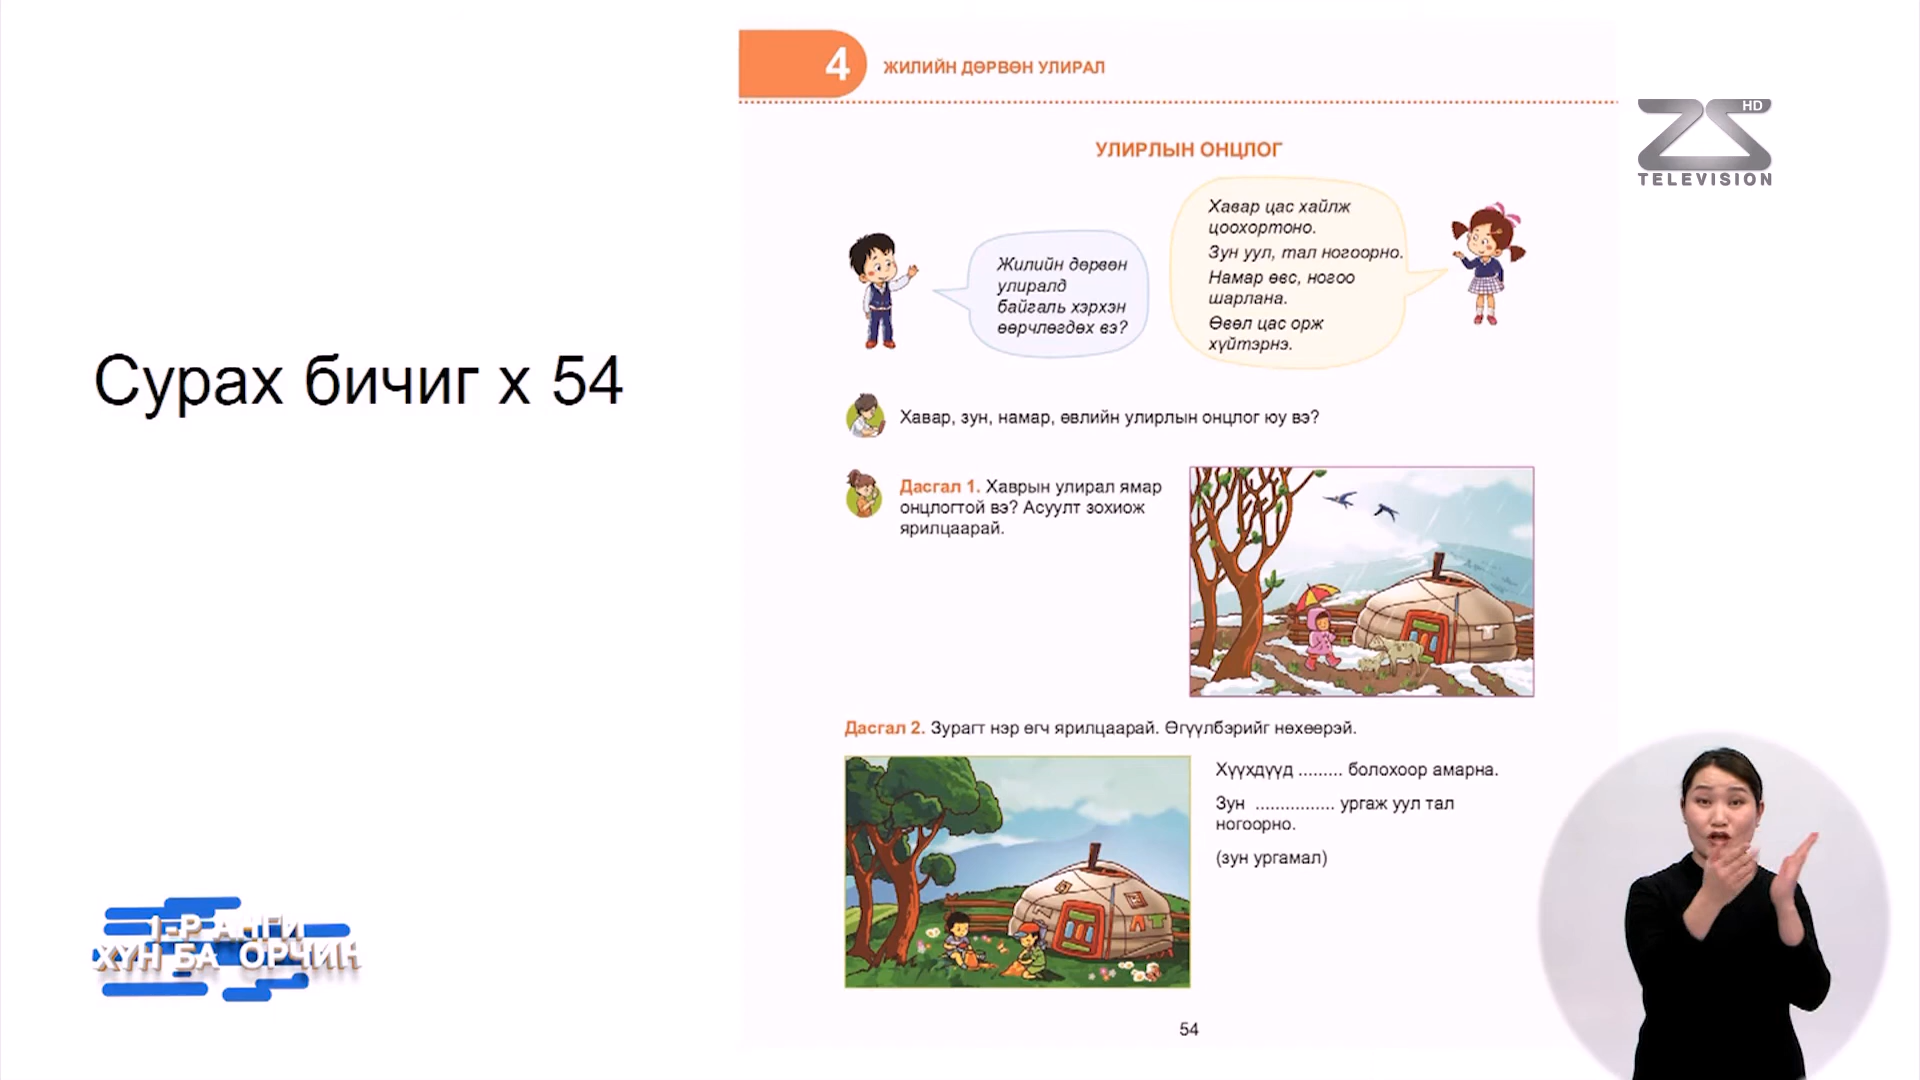 4
ЖИЛИЙН ДӨРВӨН УЛИРАЛ
HD
TELEVISION
УЛИРЛЫН ОНЦЛОГ
Жилийн дөрвөн
улиралд
байгаль хэрхэн
өөрчлөгдөх вэ?
Хавар цас хайлж
цоохортоно.
Зун уул, тал ногоорно.
Намар өвс, ногоо
шарлана.
Өвөл цас орж
хүйтэрнэ.
Сурах бичиг х 54
Хавар, зун, намар, өвлийн улирлын онцлог юу вэ?
Дасгал 1. Хаврын улирал ямар
онцлогтой вэ? Асуулт зохиож
ярилцаарай.
Дасгал 2. Зурагт нэр өгч ярилцаарай. Өгүүлбэрийг нөхөөрэй.
Хүүхдүүд ......... болохоор амарна.
Зун ................ ургаж уул тал
ногоорно.
(зун ургамал)
1-Р АНГИ
ХҮН БА ОРЧИН
54